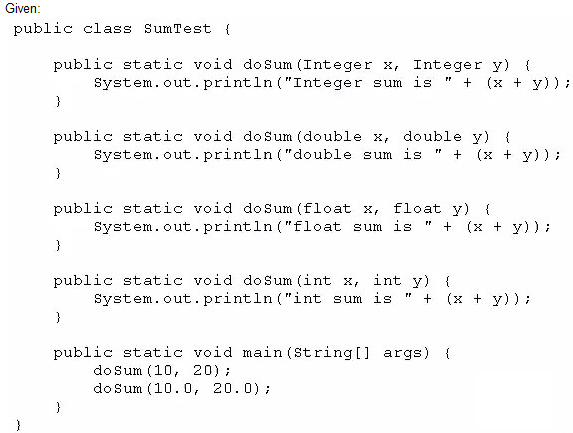 Given:
public class SumTest {
public static void doSum(Integer x, Integer y) {
System.out.println("Integer sum is " + (x + y));
}
public static void doSum(double x, double y) {
System.out.println("double sum is " + (x + y));
}
public static void doSum(float x, float y) {
System.out.println("float sum is " + (x + y));
}
public static void doSum(int x, int y) {
System.out.println("int sum is " + (x + y));
}
public static void main(String[] args) {
doSum(10, 20);
doSum(10.0, 20.0);
}
}